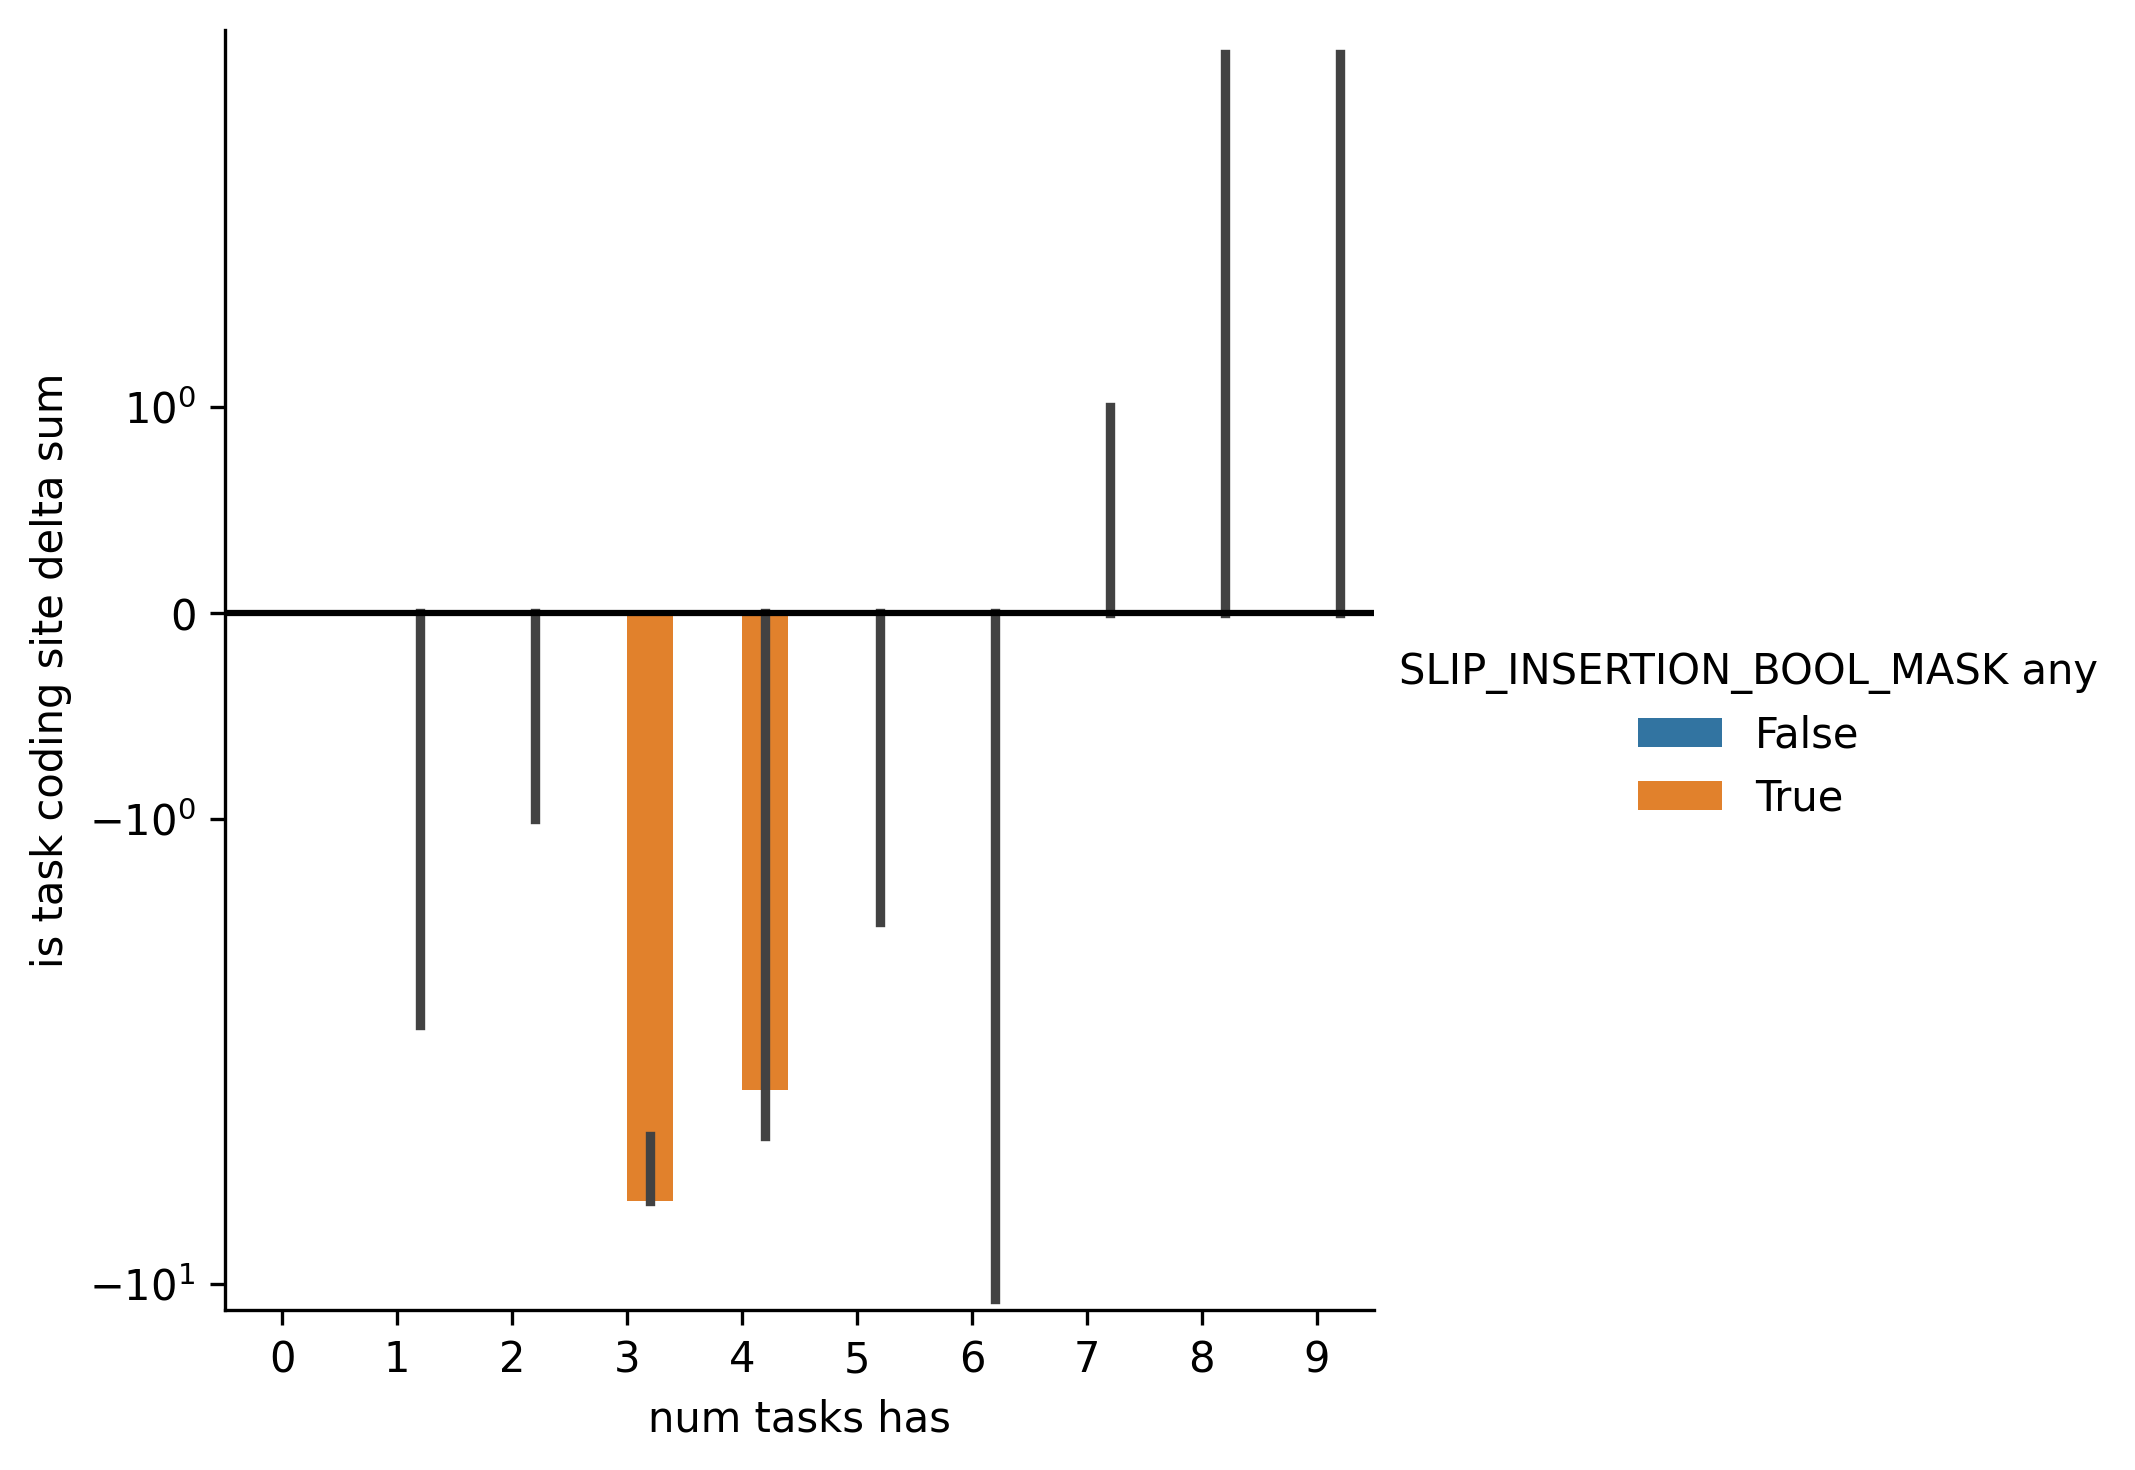 is task coding site delta sum
10⁰
0
−10⁰
−10¹
0 1 2 3 4 5 6 7 8 9
num tasks has
SLIP_INSERTION_BOOL_MASK any
False
True